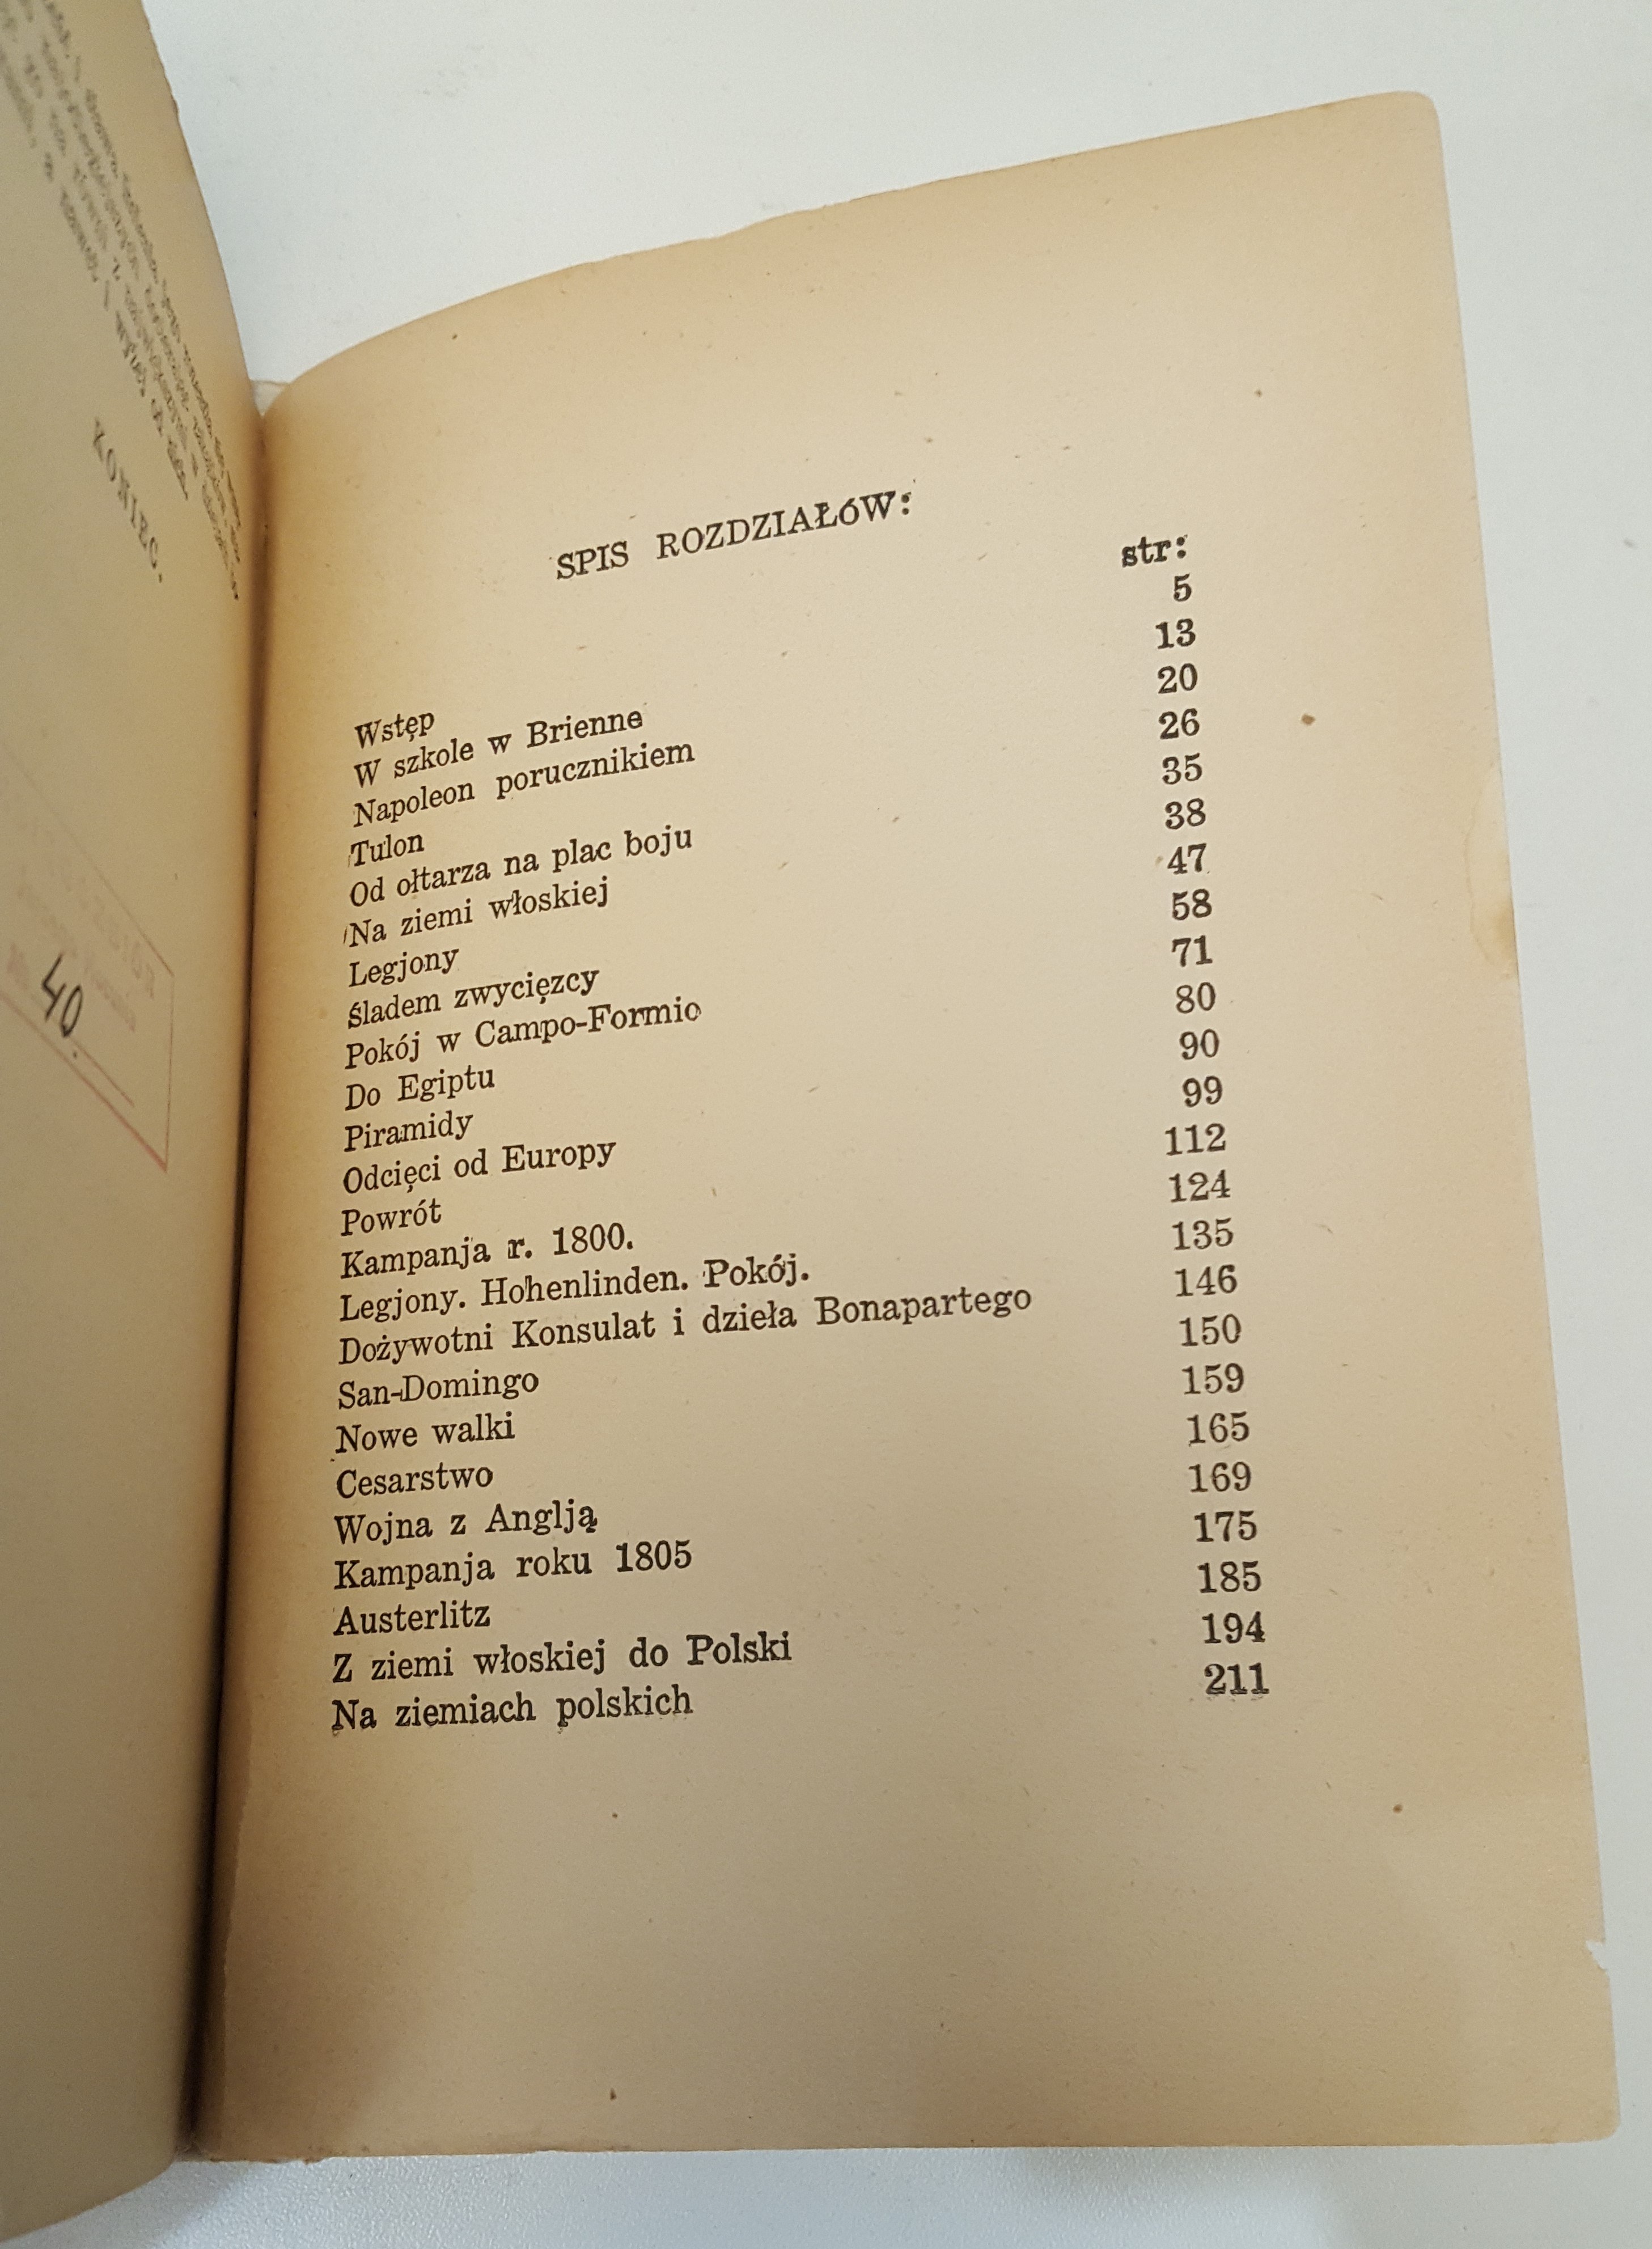 KONIEC.
40.
SPIS ROZDZIAŁÓW:
str:
Wstęp 5
W szkole w Brienne 13
Napoleon porucznikiem 20
Tulon 26
Od ołtarza na plac boju 35
Na ziemi włoskiej 38
Legjony 47
Śladem zwycięzcy 58
Pokój w Campo-Formio 71
Do Egiptu 80
Piramidy 90
Odcięci od Europy 99
Powrót 112
Kampanja r. 1800. 124
Legjony. Hohenlinden. Pokój. 135
Dożywotni Konsulat i dzieła Bonapartego 146
San-Domingo 150
Nowe walki 159
Cesarstwo 165
Wojna z Anglją 169
Kampanja roku 1805 175
Austerlitz 185
Z ziemi włoskiej do Polski 194
Na ziemiach polskich 211